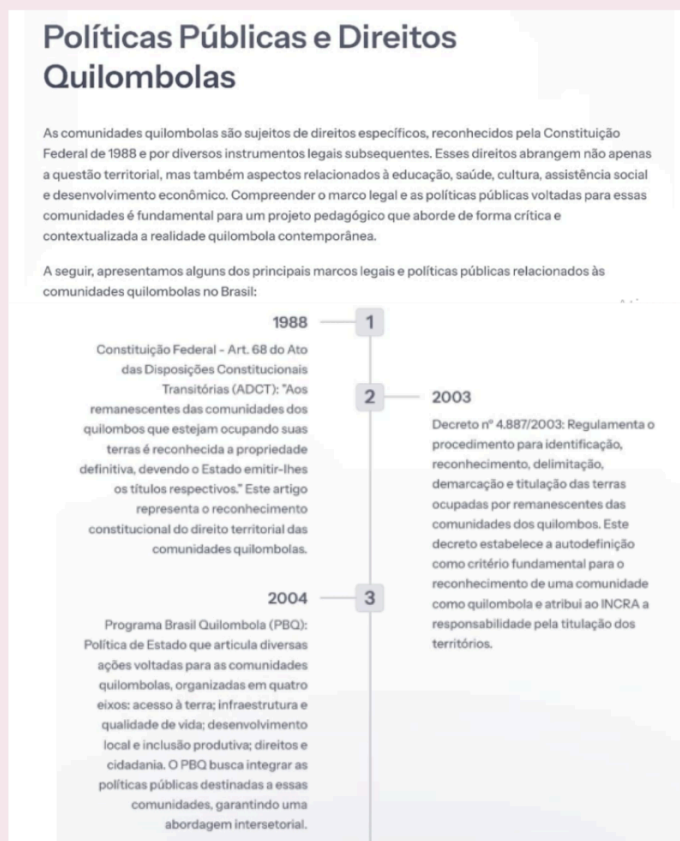 Políticas Públicas e Direitos
Quilombolas
As comunidades quilombolas são sujeitos de direitos específicos, reconhecidos pela Constituição
Federal de 1988 e por diversos instrumentos legais subsequentes. Esses direitos abrangem não apenas
a questão territorial, mas também aspectos relacionados à educação, saúde, cultura, assistência social
e desenvolvimento econômico. Compreender o marco legal e as políticas públicas voltadas para essas
comunidades é fundamental para um projeto pedagógico que aborde de forma crítica e
contextualizada a realidade quilombola contemporânea.
A seguir, apresentamos alguns dos principais marcos legais e políticas públicas relacionados às
comunidades quilombolas no Brasil:
1988
1
Constituição Federal - Art. 68 do Ato
das Disposições Constitucionais
Transitórias (ADCT): "Aos
remanescentes das comunidades dos
quilombos que estejam ocupando suas
terras é reconhecida a propriedade
definitiva, devendo o Estado emitir-lhes
os títulos respectivos." Este artigo
representa o reconhecimento
constitucional do direito territorial das
comunidades quilombolas.
2
2003
Decreto nº 4.887/2003: Regulamenta o
procedimento para identificação,
reconhecimento, delimitação,
demarcação e titulação das terras
ocupadas por remanescentes das
comunidades dos quilombos. Este
decreto estabelece a autodefinição
como critério fundamental para o
reconhecimento de uma comunidade
como quilombola e atribui ao INCRA a
responsabilidade pela titulação dos
territórios.
2004
3
Programa Brasil Quilombola (PBQ):
Política de Estado que articula diversas
ações voltadas para as comunidades
quilombolas, organizadas em quatro
eixos: acesso à terra; infraestrutura e
qualidade de vida; desenvolvimento
local e inclusão produtiva; direitos e
cidadania. O PBQ busca integrar as
políticas públicas destinadas a essas
comunidades, garantindo uma
abordagem intersetorial.